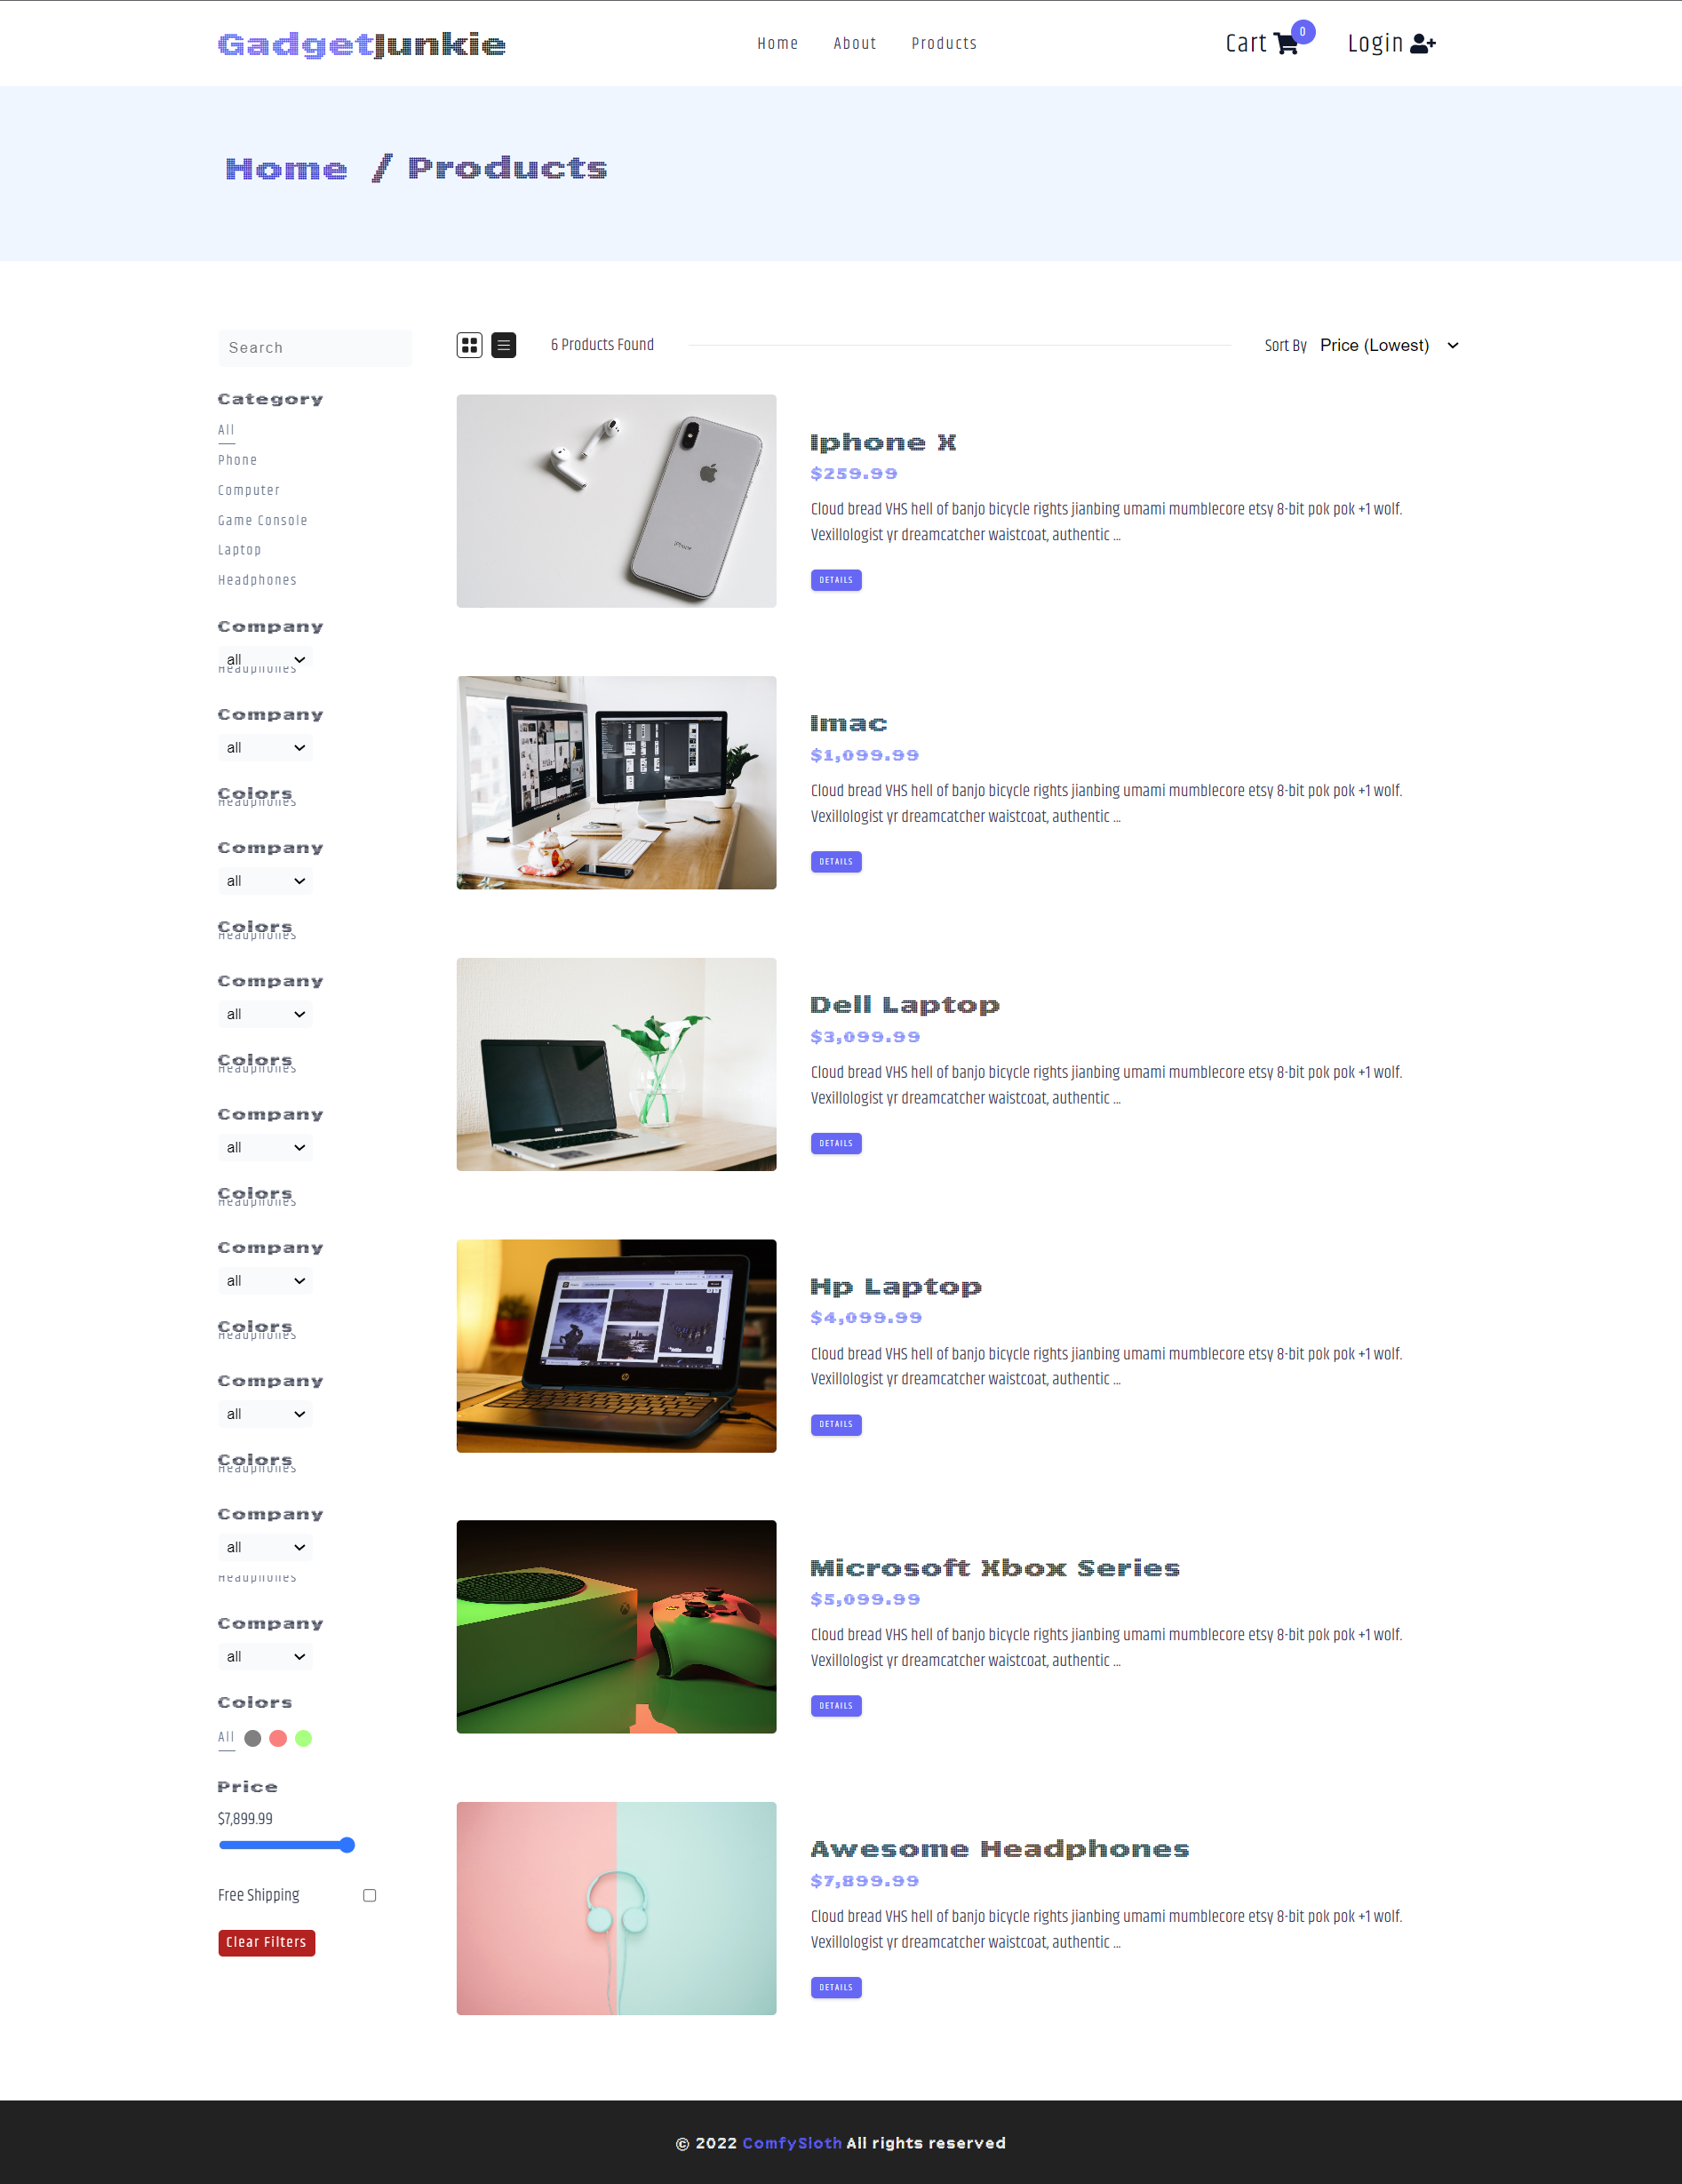 GadgetJunkie
Home About Products
Cart 0 Login
Home / Products
Search
6 Products Found
Sort By Price (Lowest)
Category
All
Phone
Computer
Game Console
Laptop
Headphones
Company
all
Headphones
Company
all
Colors
Headphones
Company
all
Colors
Headphones
Company
all
Colors
Headphones
Company
all
Colors
Headphones
Company
all
Colors
Headphones
Company
all
Colors
Headphones
Company
all
Headphones
Company
all
Colors
All
Price
$7,899.99
Free Shipping
Clear Filters
iPhone
Iphone X
$259.99
Cloud bread VHS hell of banjo bicycle rights jianbing umami mumblecore etsy 8-bit pok pok +1 wolf.
Vexillologist yr dreamcatcher waistcoat, authentic ...
DETAILS
Imac
$1,099.99
Cloud bread VHS hell of banjo bicycle rights jianbing umami mumblecore etsy 8-bit pok pok +1 wolf.
Vexillologist yr dreamcatcher waistcoat, authentic ...
DETAILS
DELL
Dell Laptop
$3,099.99
Cloud bread VHS hell of banjo bicycle rights jianbing umami mumblecore etsy 8-bit pok pok +1 wolf.
Vexillologist yr dreamcatcher waistcoat, authentic ...
DETAILS
Hp Laptop
$4,099.99
Cloud bread VHS hell of banjo bicycle rights jianbing umami mumblecore etsy 8-bit pok pok +1 wolf.
Vexillologist yr dreamcatcher waistcoat, authentic ...
DETAILS
Microsoft Xbox Series
$5,099.99
Cloud bread VHS hell of banjo bicycle rights jianbing umami mumblecore etsy 8-bit pok pok +1 wolf.
Vexillologist yr dreamcatcher waistcoat, authentic ...
DETAILS
Awesome Headphones
$7,899.99
Cloud bread VHS hell of banjo bicycle rights jianbing umami mumblecore etsy 8-bit pok pok +1 wolf.
Vexillologist yr dreamcatcher waistcoat, authentic ...
DETAILS
© 2022 ComfySloth All rights reserved